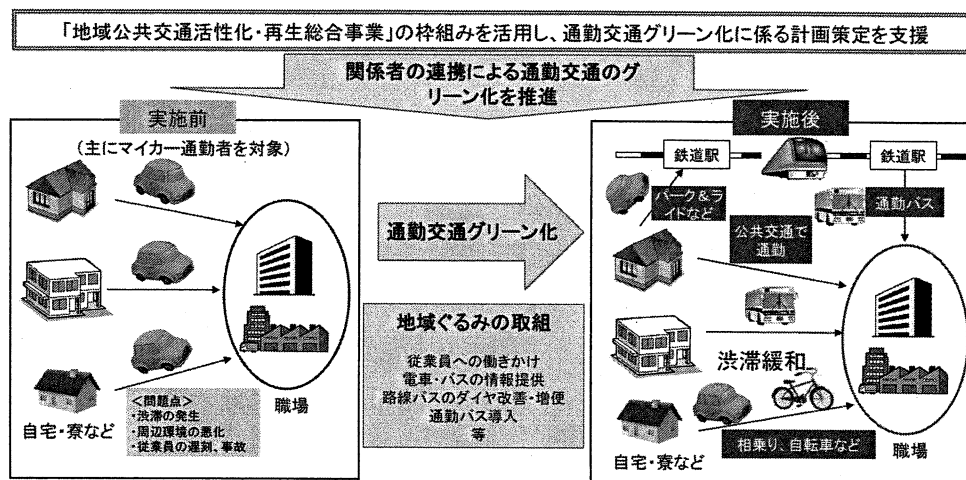 「地域公共交通活性化・再生総合事業」の枠組みを活用し、通勤交通グリーン化に係る計画策定を支援
関係者の連携による通勤交通のグ
リーン化を推進
実施前
(主にマイカー通勤者を対象)
<問題点>
・渋滞の発生
・周辺環境の悪化
・従業員の遅刻、事故
自宅・寮など
職場
通勤交通グリーン化
地域ぐるみの取組
従業員への働きかけ
電車・バスの情報提供
路線バスのダイヤ改善・増便
通勤バス導入
等
実施後
鉄道駅
鉄道駅
パーク&ラ
イドなど
通勤バス
公共交通で
通勤
渋滞緩和
相乗り、自転車など
自宅・寮など
職場